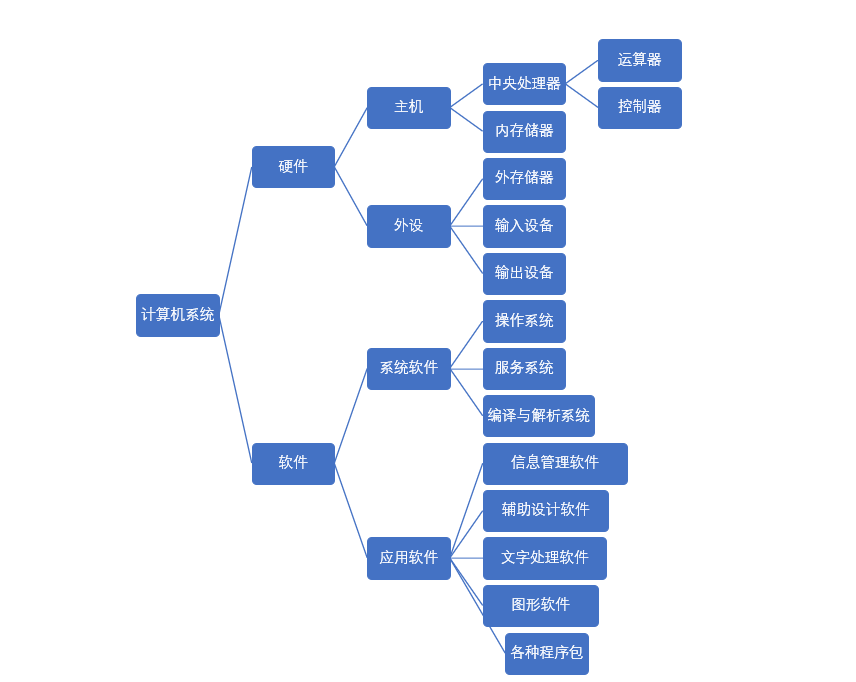 运算器
中央处理器
控制器
主机
内存储器
硬件
外存储器
外设
输入设备
输出设备
计算机系统
操作系统
系统软件
服务系统
编译与解析系统
软件
信息管理软件
辅助设计软件
应用软件
文字处理软件
图形软件
各种程序包